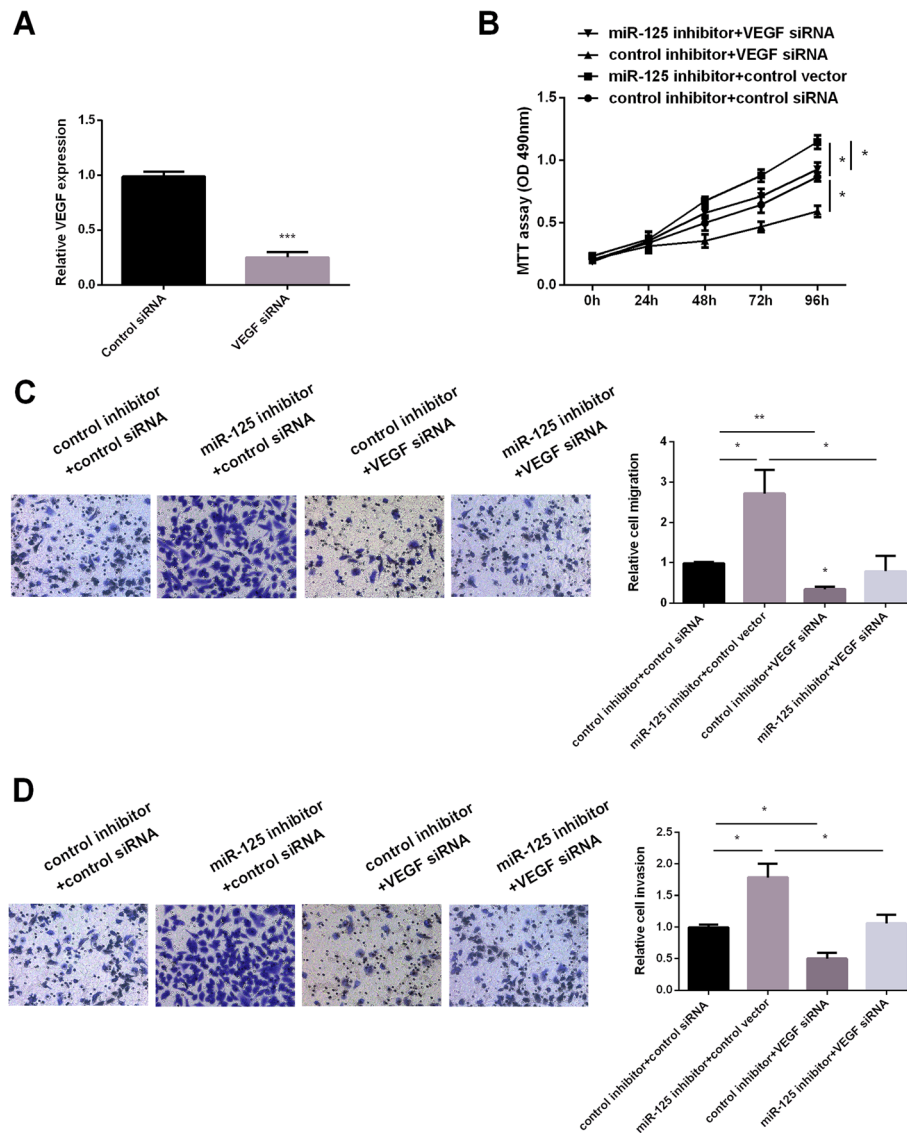 A
Relative VEGF expression
1.5
1.0
0.5
0.0
***
Control siRNA
VEGF siRNA
B
miR-125 inhibitor+VEGF siRNA
control inhibitor+VEGF siRNA
miR-125 inhibitor+control vector
control inhibitor+control siRNA
MTT assay (OD 490nm)
1.5
1.0
0.5
0.0
0h
24h
48h
72h
96h
*
*
*
C
control inhibitor
+control siRNA
miR-125 inhibitor
+control siRNA
control inhibitor
+VEGF siRNA
miR-125 inhibitor
+VEGF siRNA
Relative cell migration
4
3
2
1
0
**
*
*
*
control inhibitor+control siRNA
miR-125 inhibitor+control vector
control inhibitor+VEGF siRNA
miR-125 inhibitor+VEGF siRNA
D
control inhibitor
+control siRNA
miR-125 inhibitor
+control siRNA
control inhibitor
+VEGF siRNA
miR-125 inhibitor
+VEGF siRNA
Relative cell invasion
2.5
2.0
1.5
1.0
0.5
0.0
*
*
*
control inhibitor+control siRNA
miR-125 inhibitor+control vector
control inhibitor+VEGF siRNA
miR-125 inhibitor+VEGF siRNA